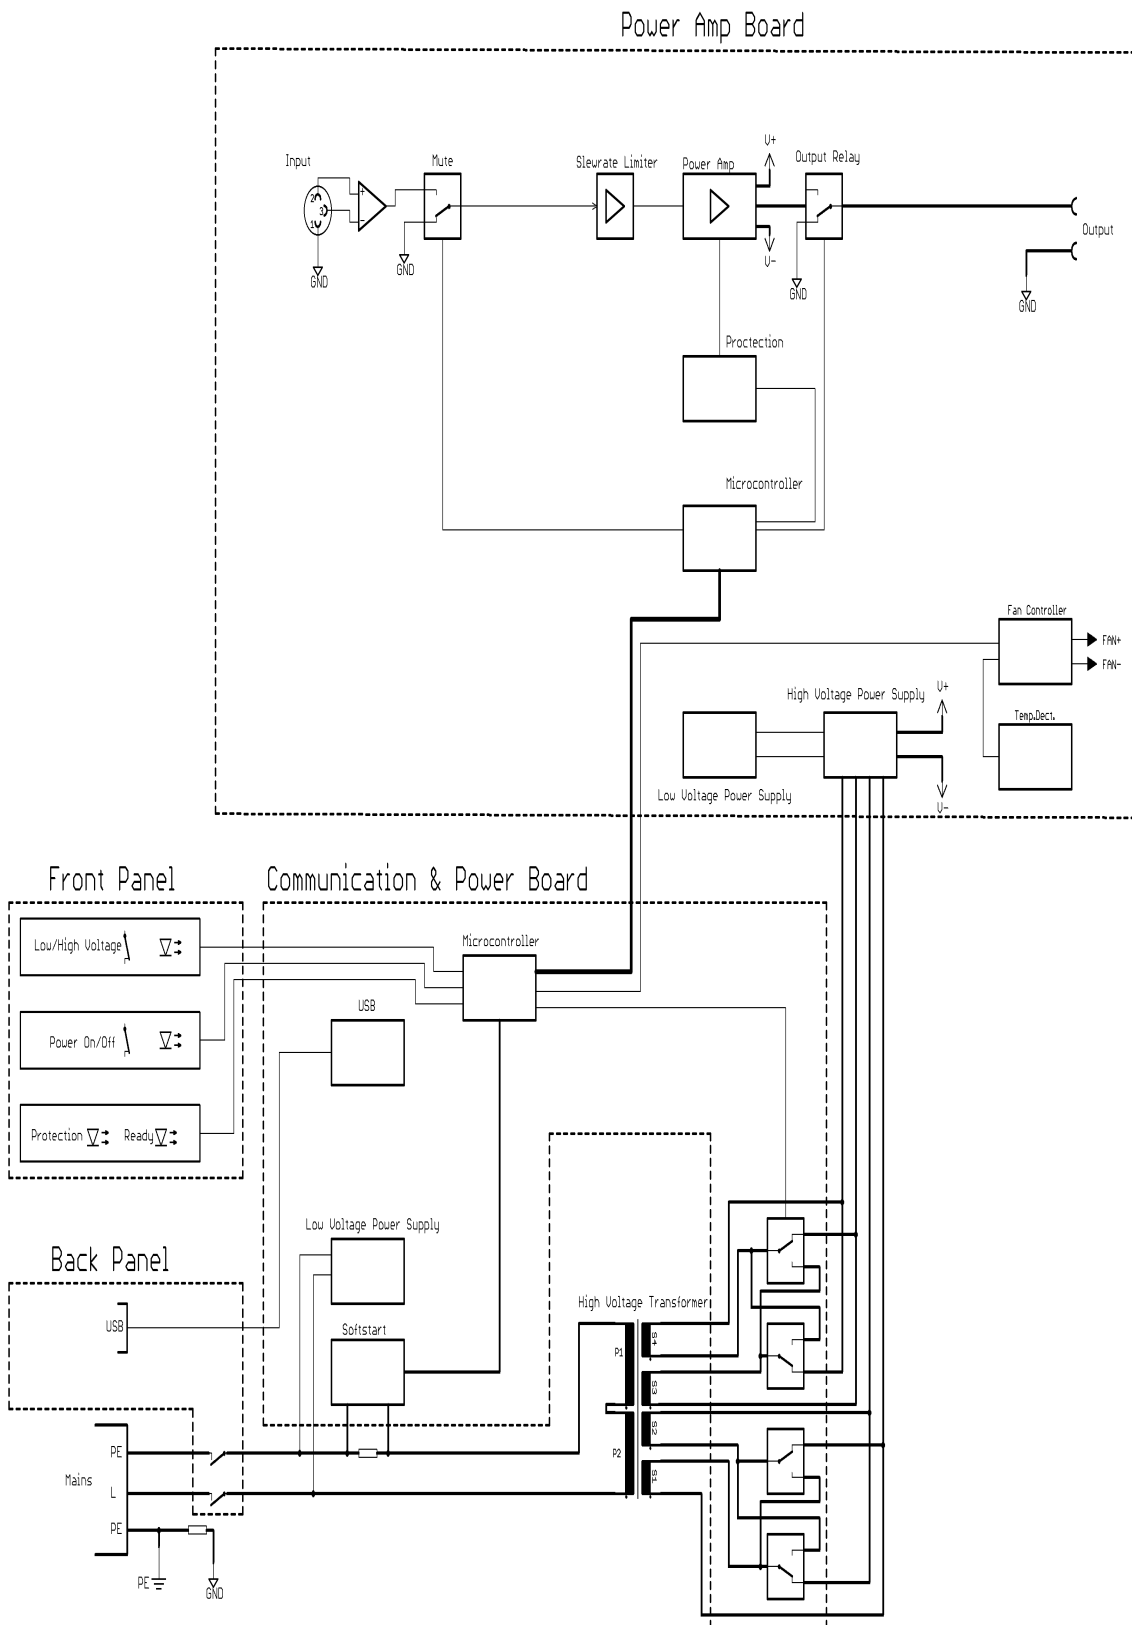 Power Amp Board
Input
Mute
Slewrate Limiter
Power Amp
V+
Output Relay
2
3
1
+
-
GND
GND
V-
GND
Output
GND
Proctection
Microcontroller
Fan Controller
FAN+
FAN-
High Voltage Power Supply
V+
Temp.Dect.
Low Voltage Power Supply
V-
Front Panel
Communication & Power Board
Low/High Voltage
Microcontroller
USB
Power On/Off
Protection
Ready
Low Voltage Power Supply
Back Panel
High Voltage Transformer
USB
Softstart
P1
S4
S3
S2
P2
S1
PE
Mains
L
PE
PE
GND